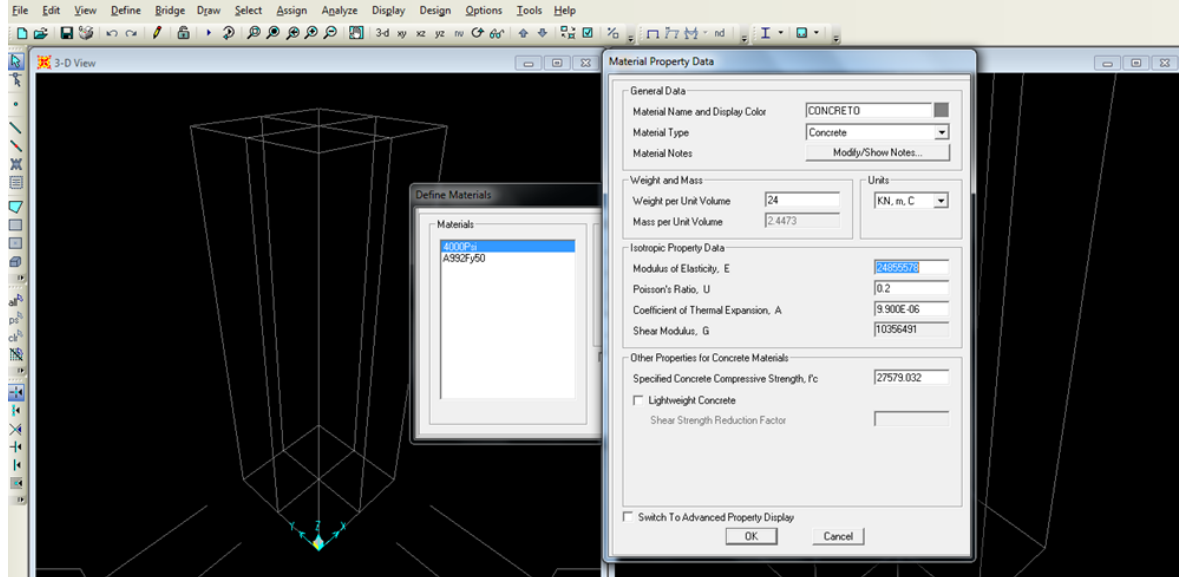 File Edit View Define Bridge Draw Select Assign Analyze Display Design Options Tools Help
3-d xy xz yz nv nd
3-D View
Material Property Data
General Data
Material Name and Display Color CONCRETO
Material Type Concrete
Material Notes Modify/Show Notes...
Weight and Mass Units
Weight per Unit Volume 24 KN, m, C
Mass per Unit Volume 2.4473
Isotropic Property Data
Modulus of Elasticity, E 24855578
Poisson's Ratio, U 0.2
Coefficient of Thermal Expansion, A 9.900E-06
Shear Modulus, G 10356491
Other Properties for Concrete Materials
Specified Concrete Compressive Strength, f'c 27579.032
Lightweight Concrete
Shear Strength Reduction Factor
Switch To Advanced Property Display
OK Cancel
Define Materials
Materials
4000Psi
A992Fy50
all
ps
clr
Y Z X